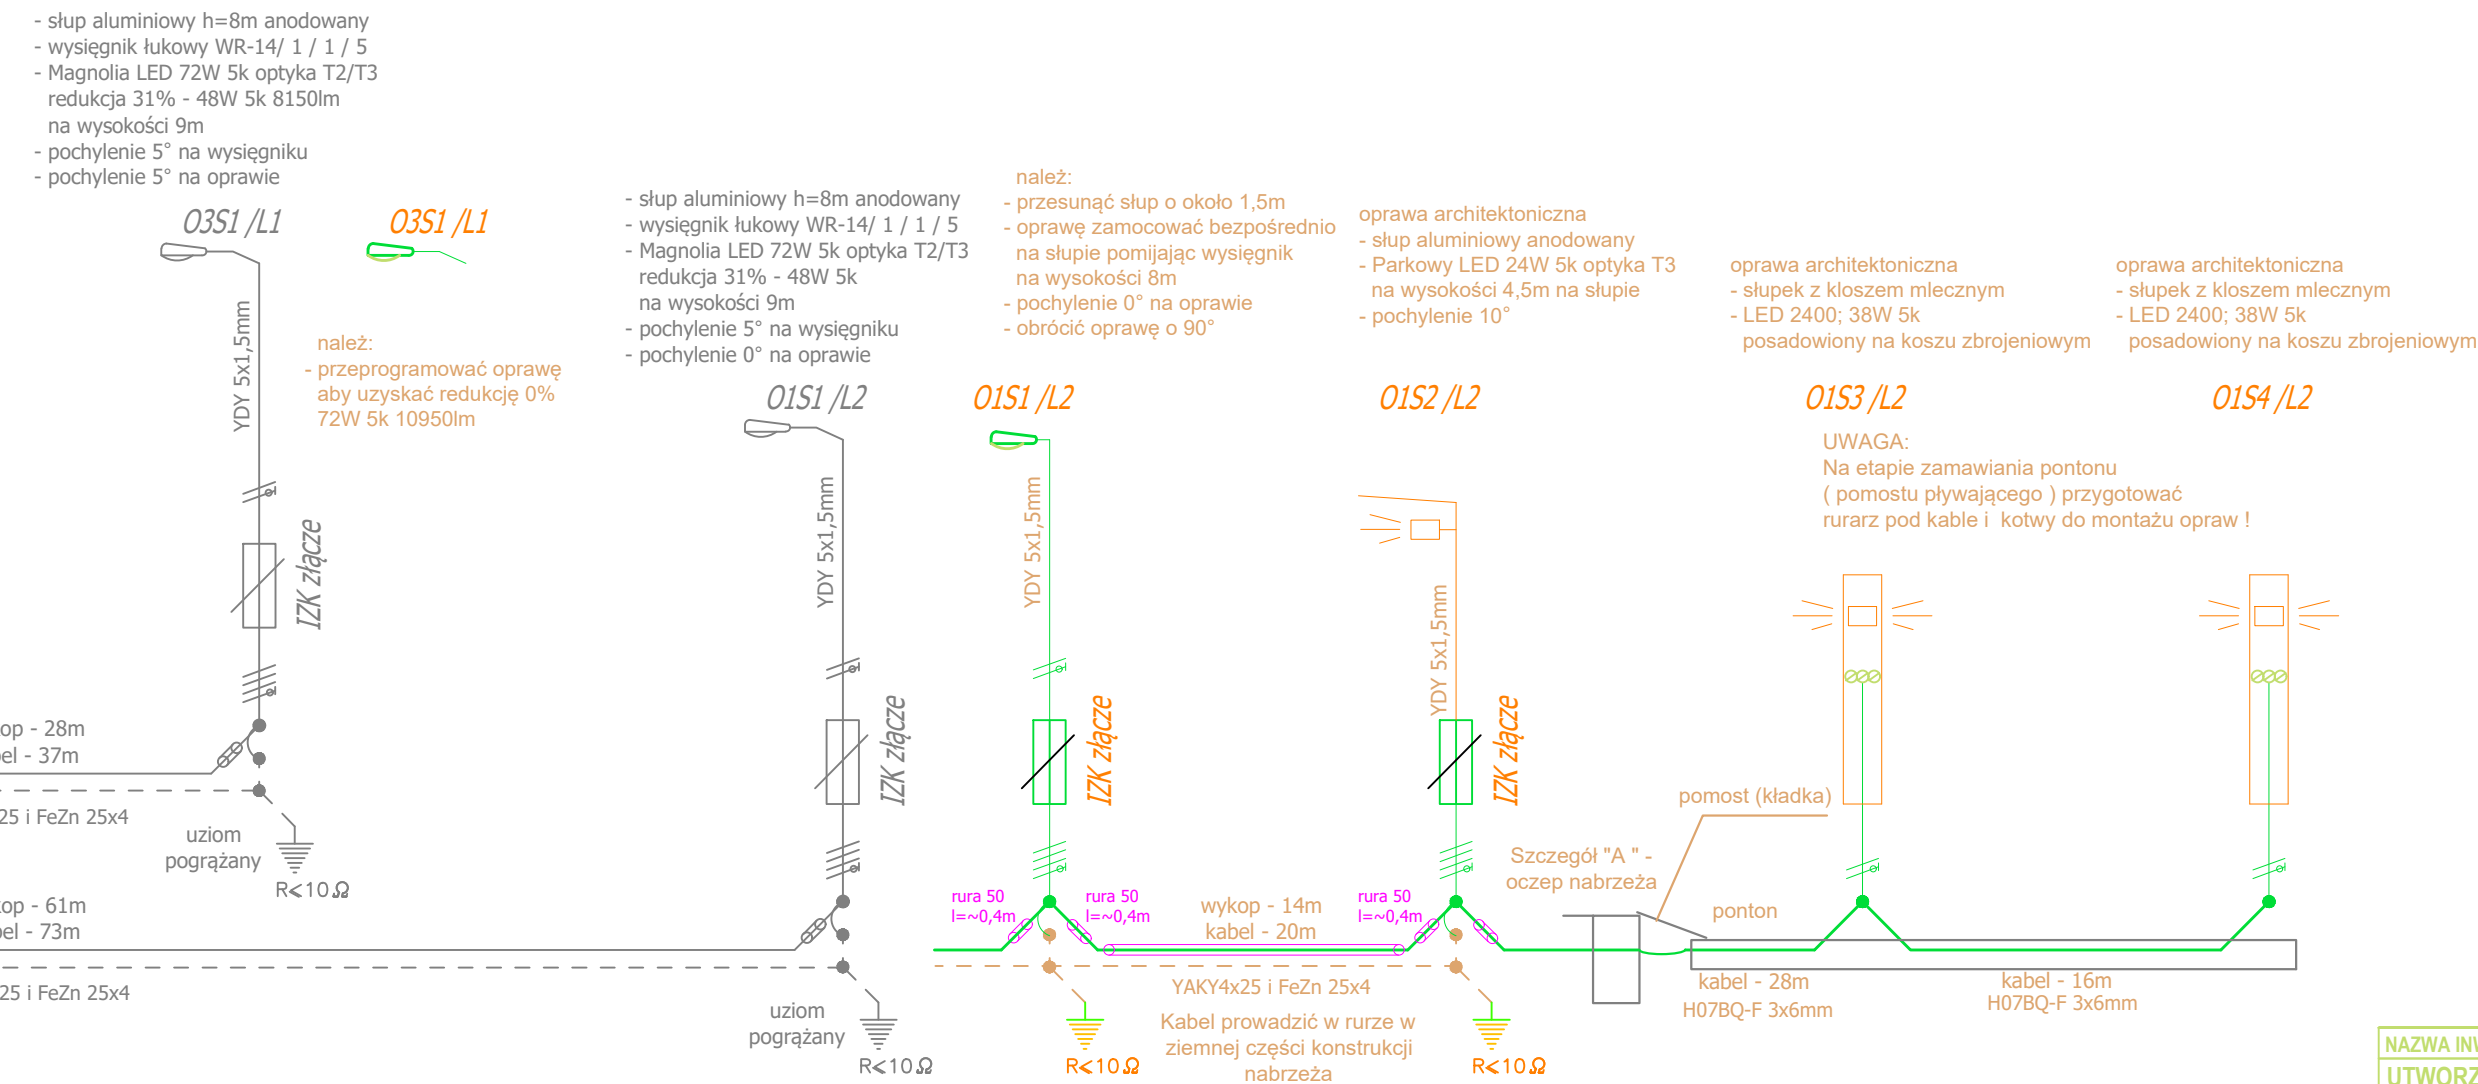 - słup aluminiowy h=8m anodowany
- wysięgnik łukowy WR-14/ 1 / 1 / 5
- Magnolia LED 72W 5k optyka T2/T3
redukcja 31% - 48W 5k 8150lm
na wysokości 9m
- pochylenie 5° na wysięgniku
- pochylenie 5° na oprawie
O3S1 /L1
O3S1 /L1
YDY 5x1,5mm
IZK złącze
należ:
- przeprogramować oprawę
aby uzyskać redukcję 0%
72W 5k 10950lm
op - 28m
el - 37m
25 i FeZn 25x4
uziom
pogrążany
R<10 Ω
- słup aluminiowy h=8m anodowany
- wysięgnik łukowy WR-14/ 1 / 1 / 5
- Magnolia LED 72W 5k optyka T2/T3
redukcja 31% - 48W 5k
na wysokości 9m
- pochylenie 5° na wysięgniku
- pochylenie 0° na oprawie
O1S1 /L2
YDY 5x1,5mm
IZK złącze
op - 61m
el - 73m
25 i FeZn 25x4
uziom
pogrążany
R<10 Ω
należ:
- przesunąć słup o około 1,5m
- oprawę zamocować bezpośrednio
na słupie pomijając wysięgnik
na wysokości 8m
- pochylenie 0° na oprawie
- obrócić oprawę o 90°
O1S1 /L2
YDY 5x1,5mm
IZK złącze
rura 50
l=~0,4m
rura 50
l=~0,4m
R<10 Ω
wykop - 14m
kabel - 20m
YAKY4x25 i FeZn 25x4
Kabel prowadzić w rurze w
ziemnej części konstrukcji
nabrzeża
oprawa architektoniczna
- słup aluminiowy anodowany
- Parkowy LED 24W 5k optyka T3
na wysokości 4,5m na słupie
- pochylenie 10°
O1S2 /L2
YDY 5x1,5mm
IZK złącze
rura 50
l=~0,4m
R<10 Ω
Szczegół "A " -
oczep nabrzeża
pomost (kładka)
ponton
oprawa architektoniczna
- słupek z kloszem mlecznym
- LED 2400; 38W 5k
posadowiony na koszu zbrojeniowym
O1S3 /L2
oprawa architektoniczna
- słupek z kloszem mlecznym
- LED 2400; 38W 5k
posadowiony na koszu zbrojeniowym
O1S4 /L2
UWAGA:
Na etapie zamawiania pontonu
( pomostu pływającego ) przygotować
rurarz pod kable i kotwy do montażu opraw !
kabel - 28m
H07BQ-F 3x6mm
kabel - 16m
H07BQ-F 3x6mm
NAZWA INW
UTWORZ